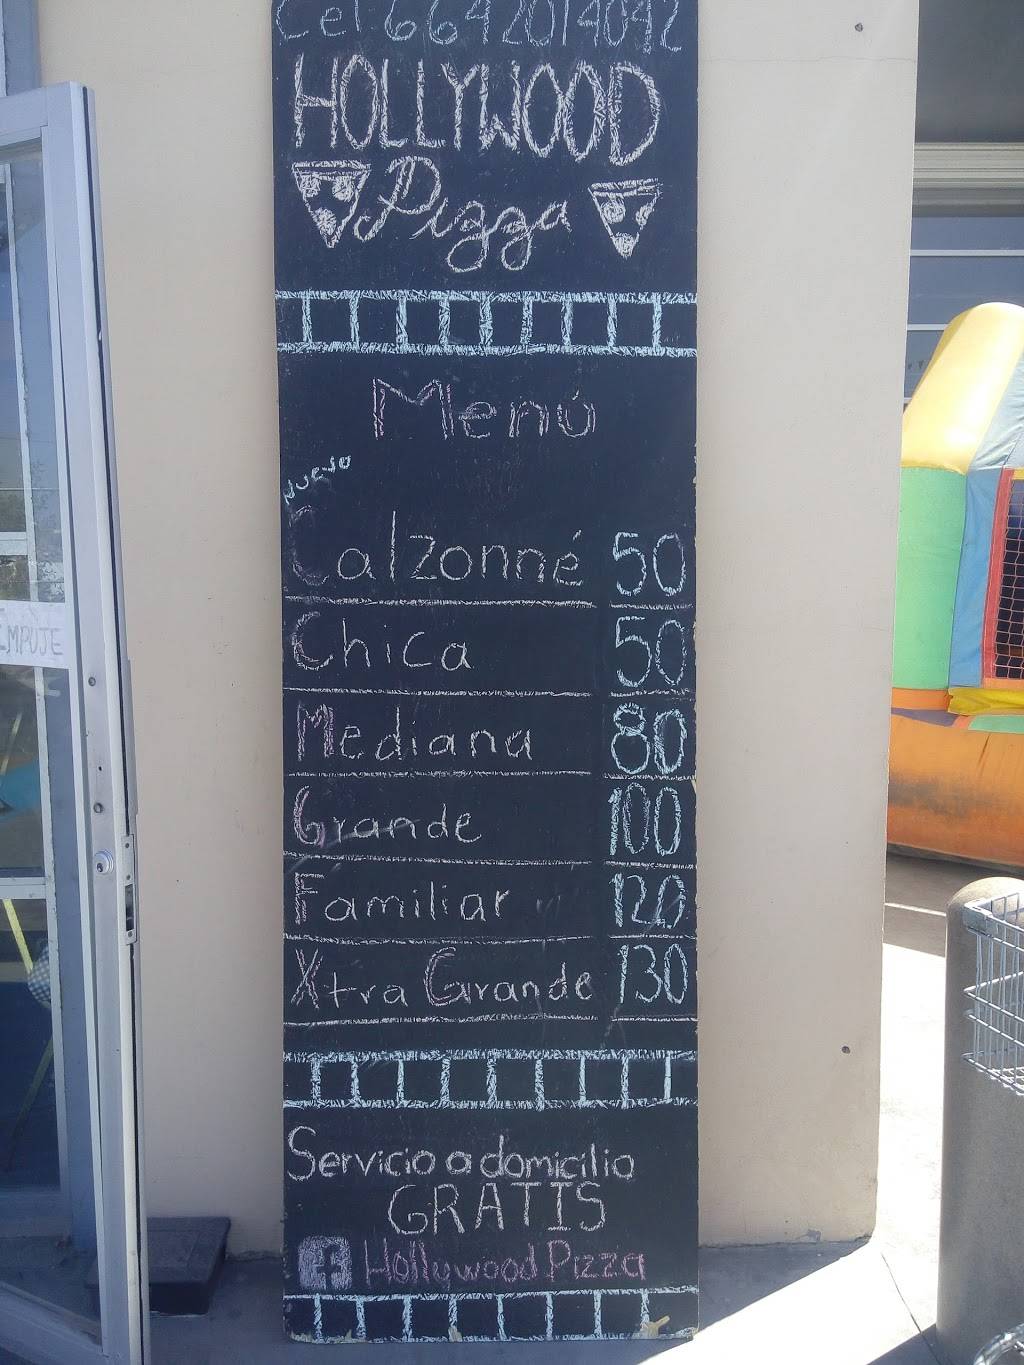 Cel 6642014042
HOLLYWOOD
Pizza
Menú
nuevo
Calzonné 50
Chica 50
Mediana 80
Grande 100
Familiar 120
Xtra Grande 130
Servicio a domicilio
GRATIS
f Hollywood Pizza
EMPUJE